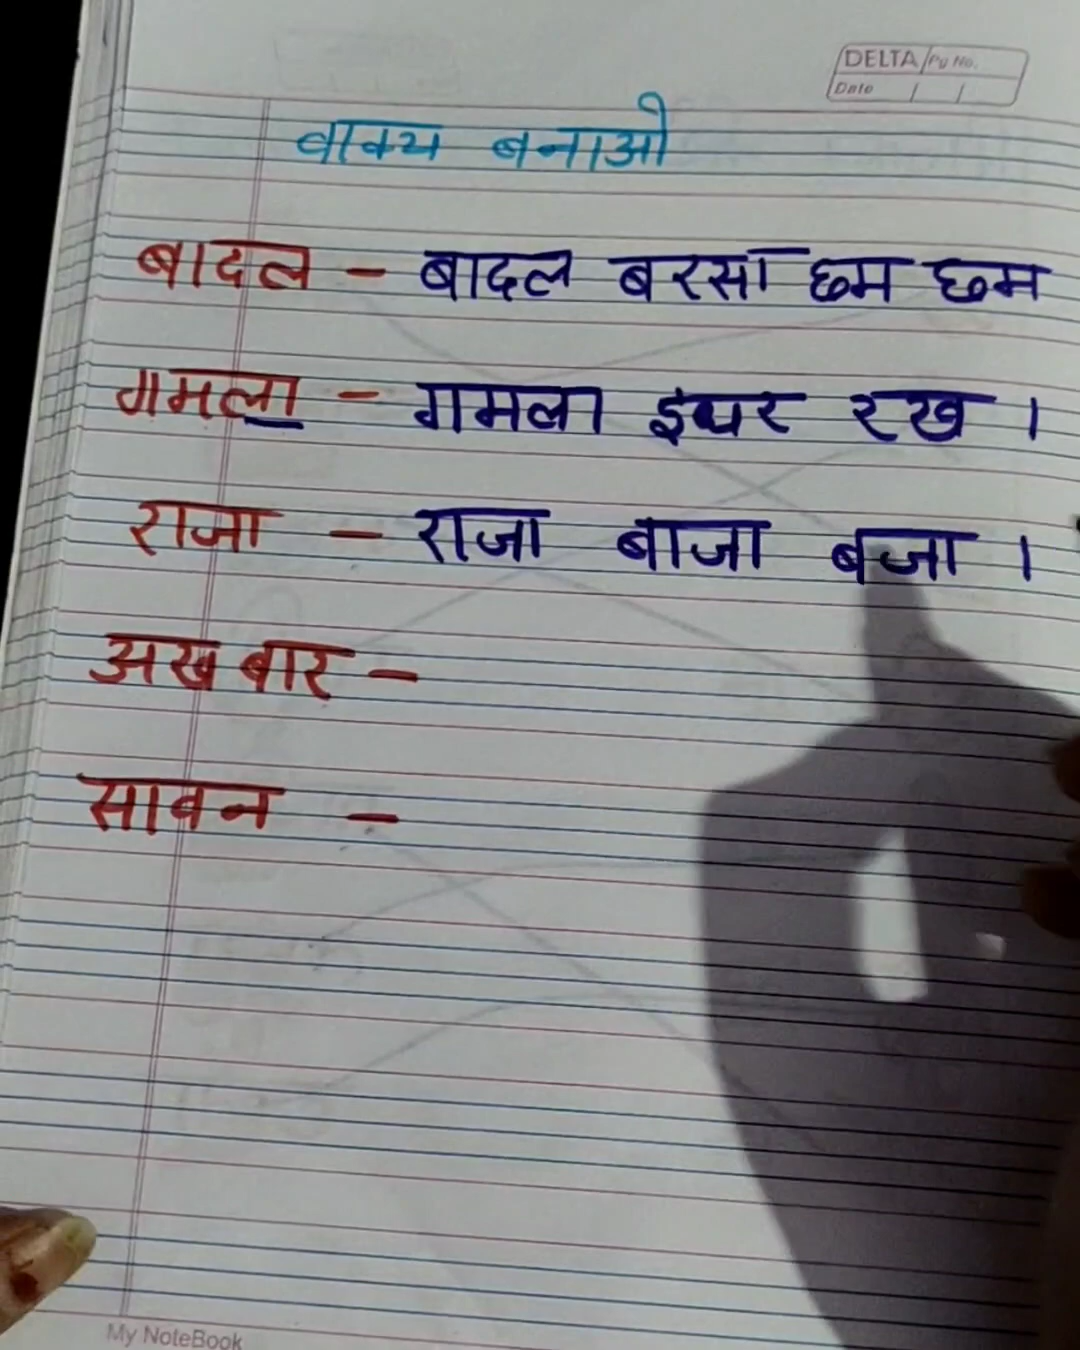 DELTA Pg No.
Date / /
वाक्य बनाओ
बादल - बादल बरसा छम छम
गमला - गमला इधर रख ।
राजा - राजा बाजा बजा ।
अखबार -
सावन -
My NoteBook